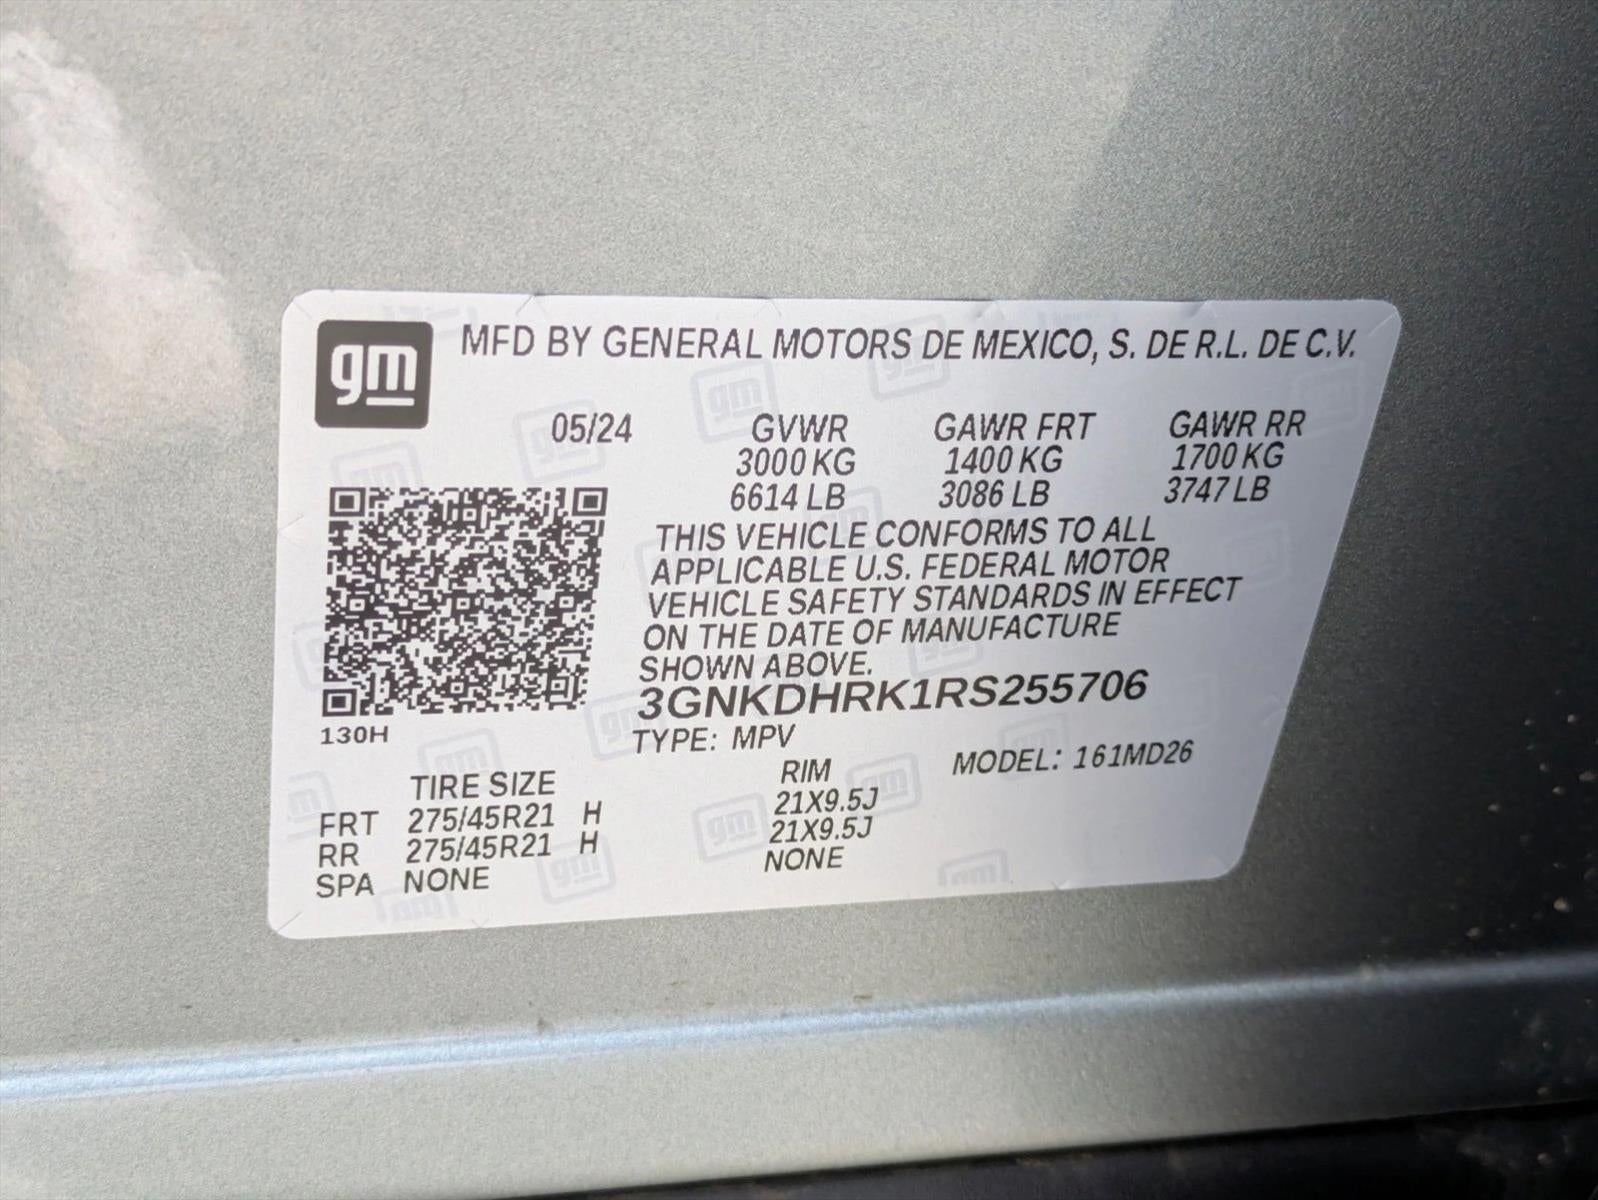 gm MFD BY GENERAL MOTORS DE MEXICO, S. DE R.L. DE C.V.
05/24 GVWR GAWR FRT GAWR RR
3000 KG 1400 KG 1700 KG
6614 LB 3086 LB 3747 LB
THIS VEHICLE CONFORMS TO ALL
APPLICABLE U.S. FEDERAL MOTOR
VEHICLE SAFETY STANDARDS IN EFFECT
ON THE DATE OF MANUFACTURE
SHOWN ABOVE.
3GNKDHRK1RS255706
130H TYPE: MPV
TIRE SIZE RIM MODEL: 161MD26
FRT 275/45R21 H 21X9.5J
RR 275/45R21 H 21X9.5J
SPA NONE NONE